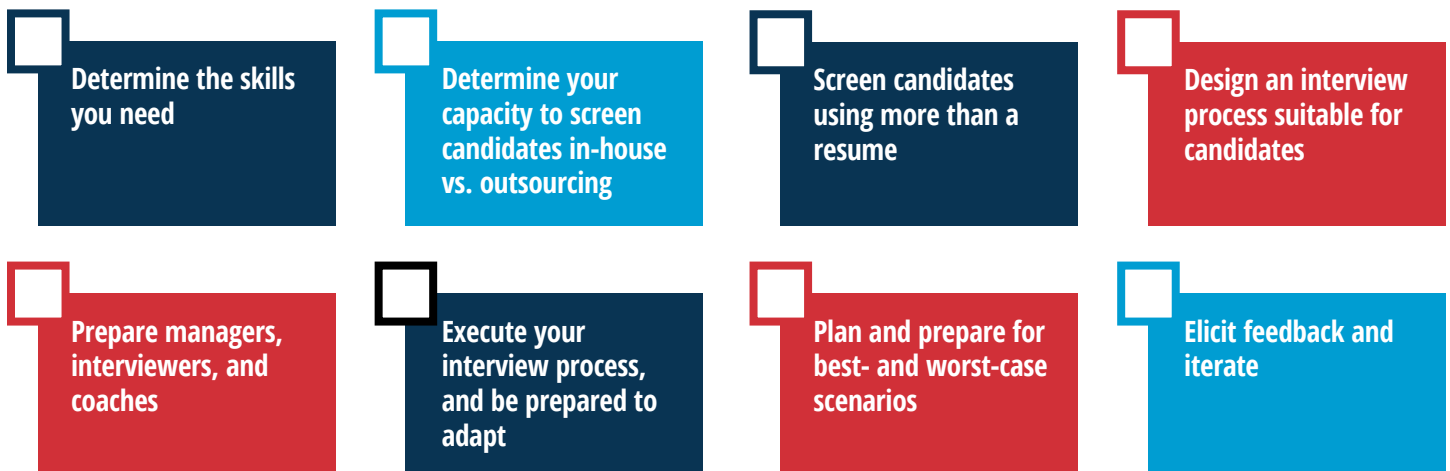 Determine the skills
you need
Determine your
capacity to screen
candidates in-house
vs. outsourcing
Screen candidates
using more than a
resume
Design an interview
process suitable for
candidates
Prepare managers,
interviewers, and
coaches
Execute your
interview process,
and be prepared to
adapt
Plan and prepare for
best- and worst-case
scenarios
Elicit feedback and
iterate